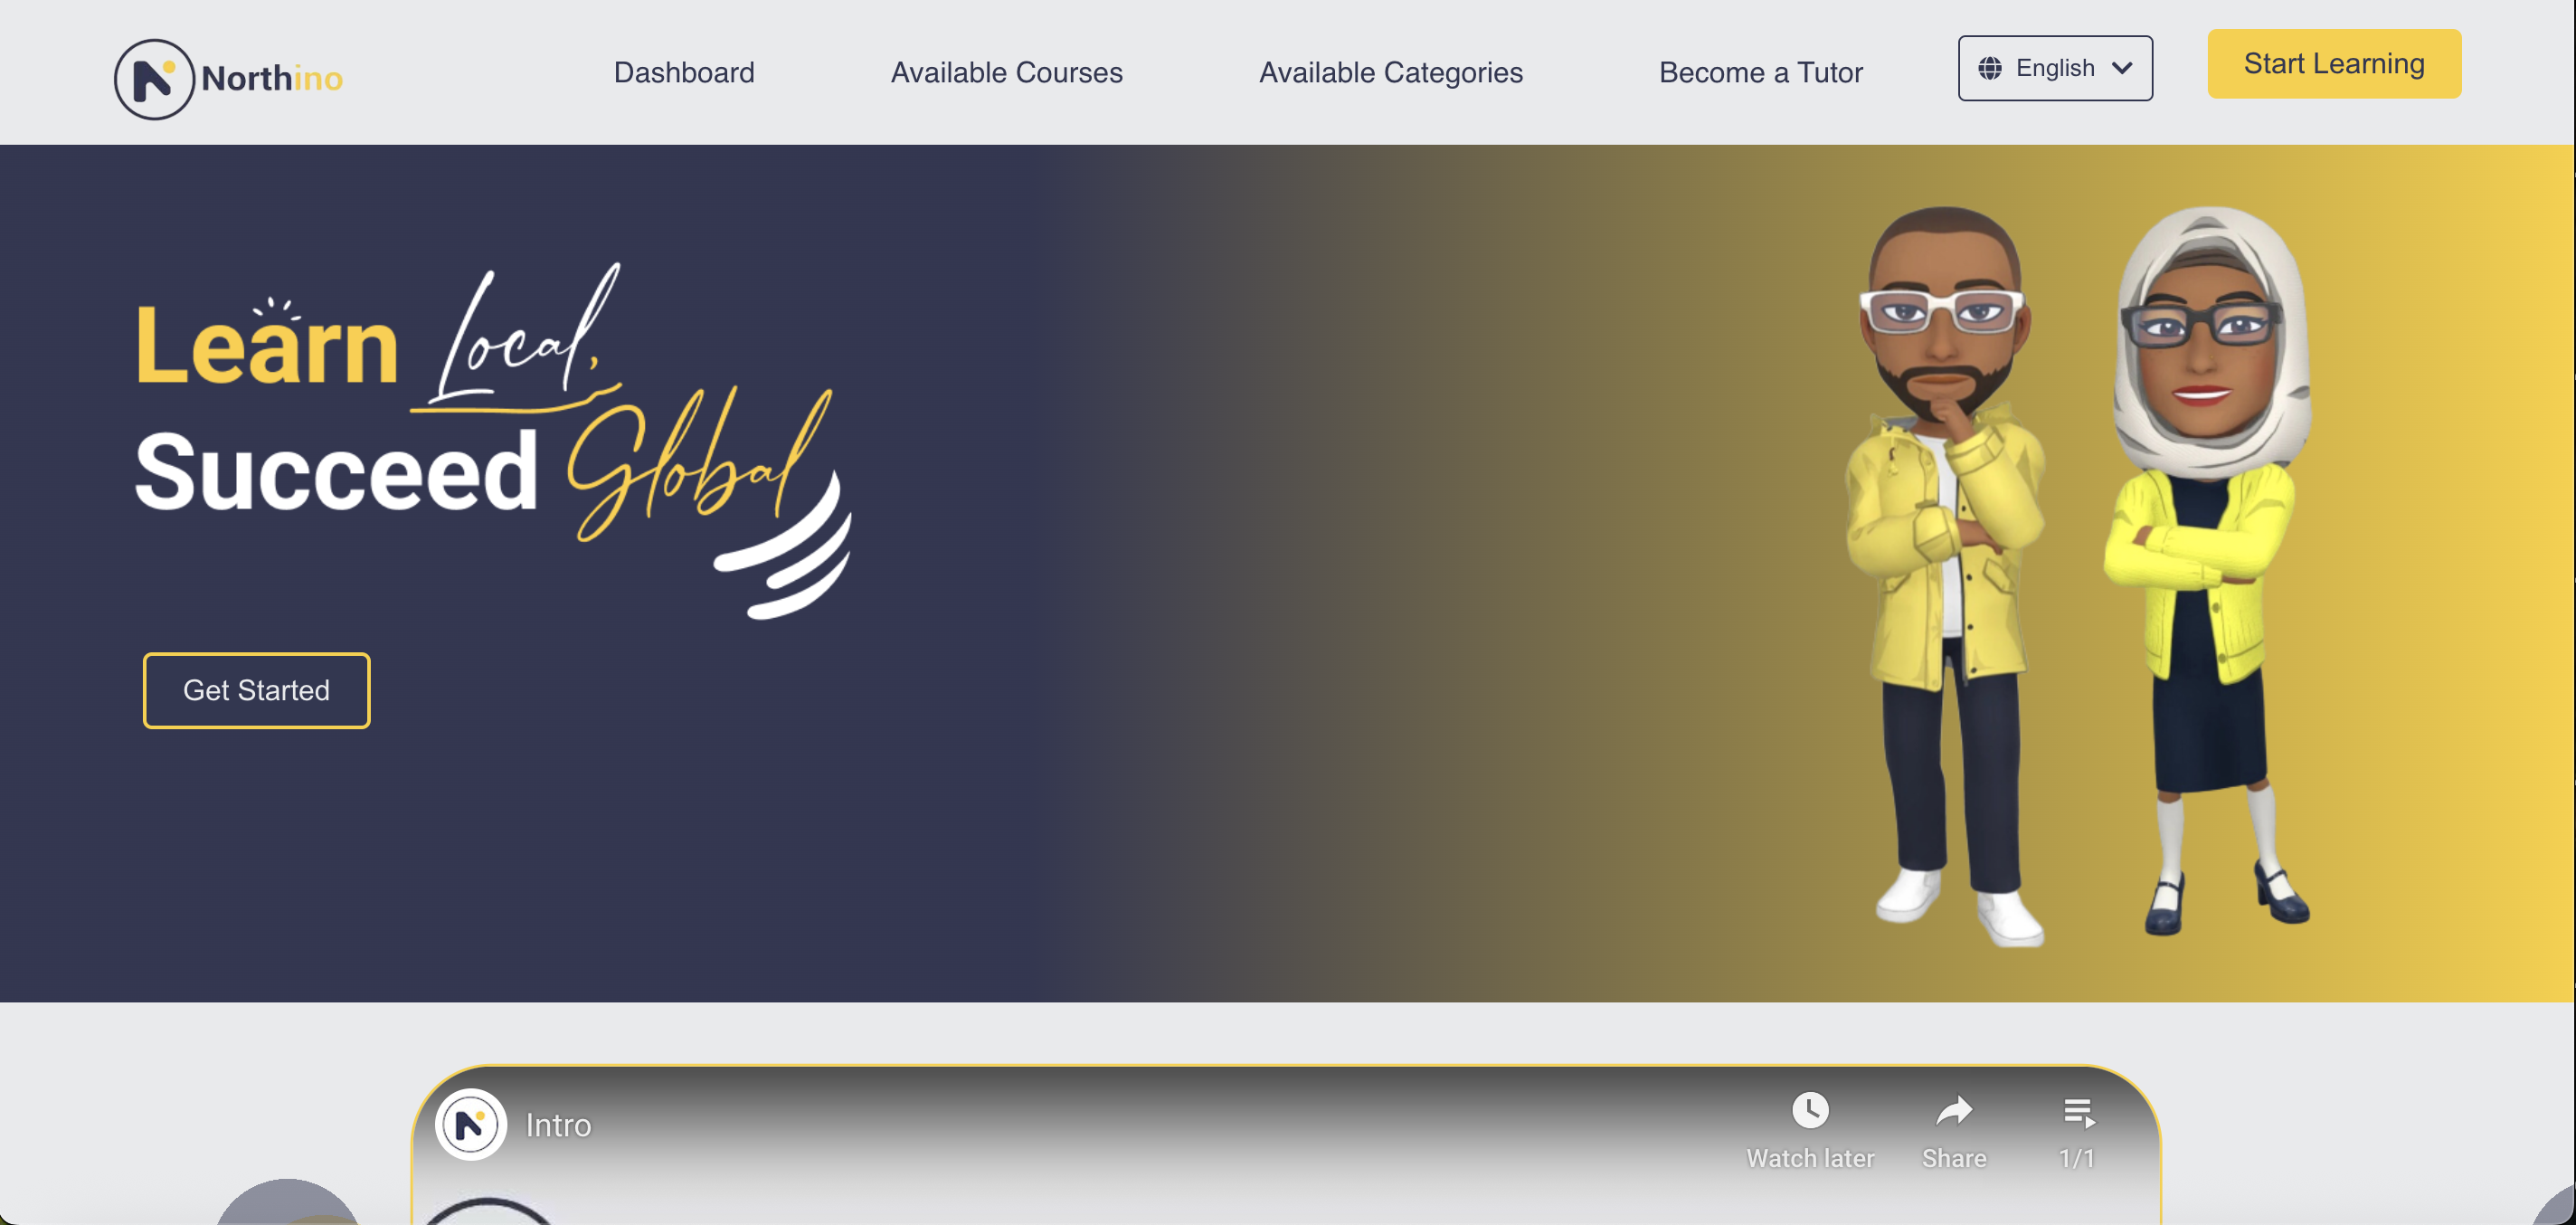 Northino
Dashboard
Available Courses
Available Categories
Become a Tutor
English
Start Learning
Learn Local,
Succeed Global
Get Started
Intro
Watch later
Share
1/1